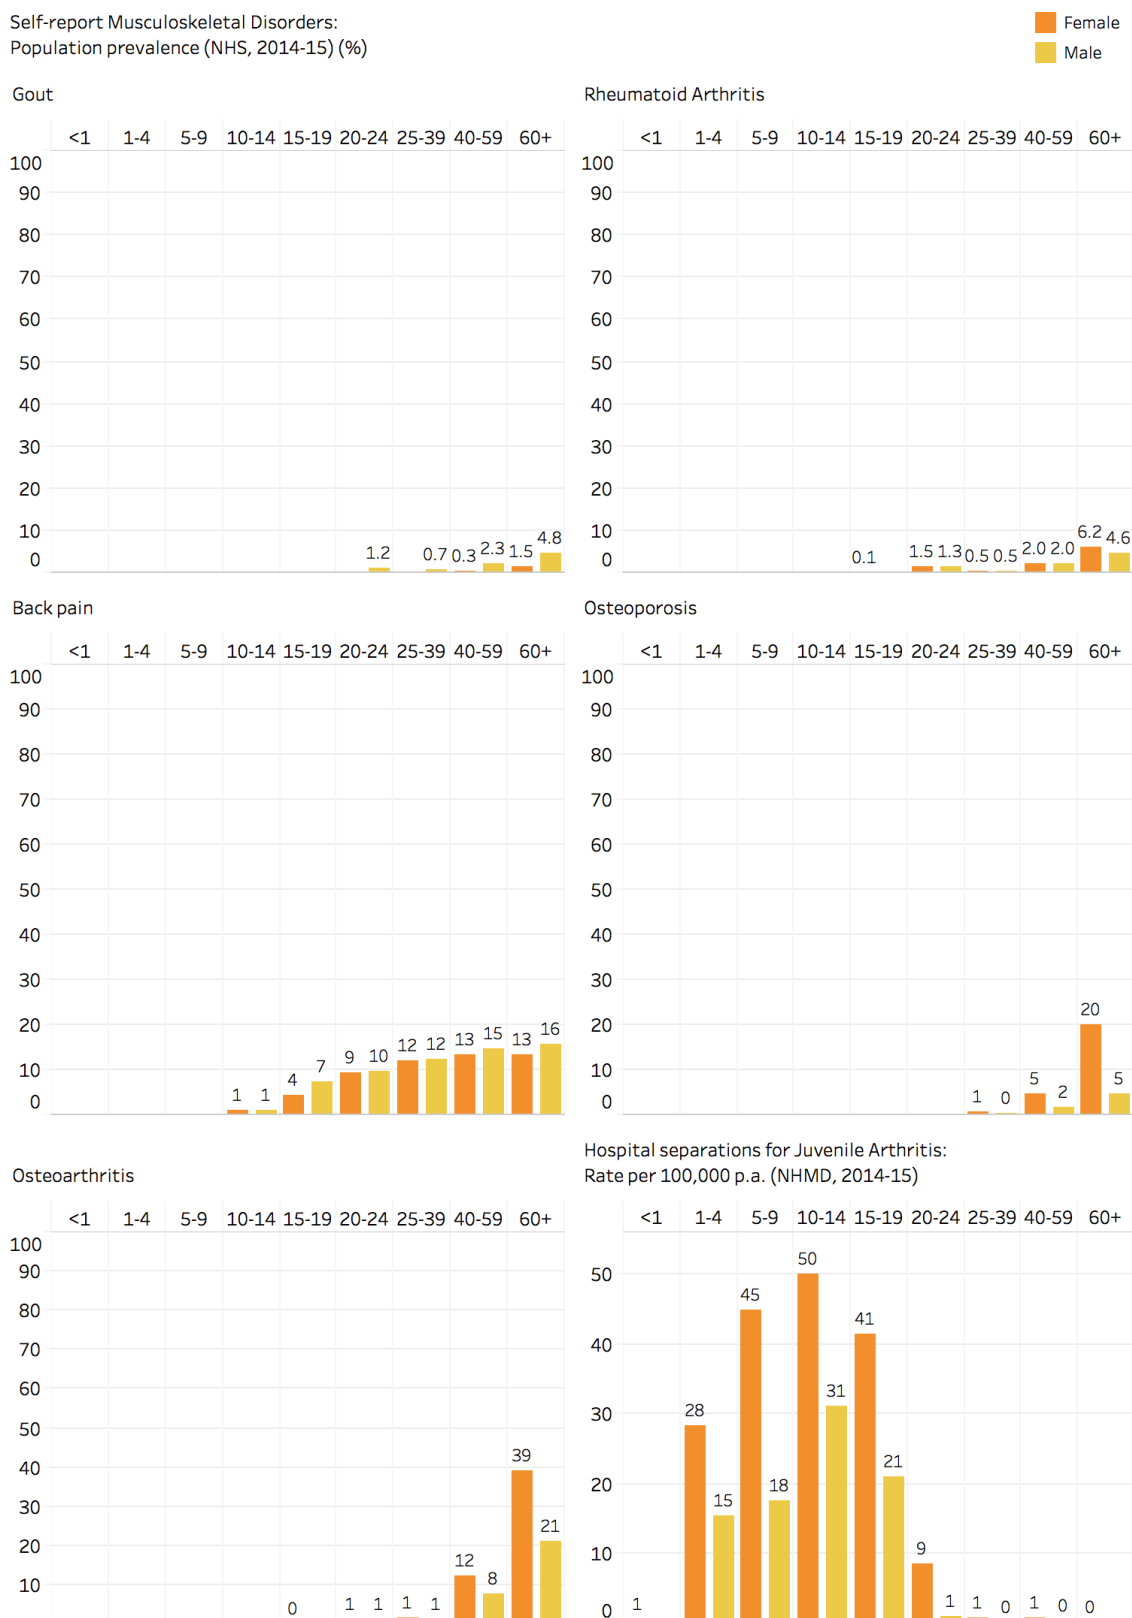 Self-report Musculoskeletal Disorders:
Population prevalence (NHS, 2014-15) (%)
Female
Male
Gout
<1 1-4 5-9 10-14 15-19 20-24 25-39 40-59 60+
100
90
80
70
60
50
40
30
20
10
0
1.2 0.7 0.3 2.3 1.5 4.8
Rheumatoid Arthritis
<1 1-4 5-9 10-14 15-19 20-24 25-39 40-59 60+
100
90
80
70
60
50
40
30
20
10
0
0.1 1.5 1.3 0.5 0.5 2.0 2.0 6.2 4.6
Back pain
<1 1-4 5-9 10-14 15-19 20-24 25-39 40-59 60+
100
90
80
70
60
50
40
30
20
10
0
1 1 4 7 9 10 12 12 13 15 13 16
Osteoporosis
<1 1-4 5-9 10-14 15-19 20-24 25-39 40-59 60+
100
90
80
70
60
50
40
30
20
10
0
1 0 5 2 20 5
Osteoarthritis
<1 1-4 5-9 10-14 15-19 20-24 25-39 40-59 60+
100
90
80
70
60
50
40
30
20
10
0 1 1 1 1 12 8 39 21
Hospital separations for Juvenile Arthritis:
Rate per 100,000 p.a. (NHMD, 2014-15)
<1 1-4 5-9 10-14 15-19 20-24 25-39 40-59 60+
50
40
30
20
10
0
1 28 15 45 18 50 31 41 21 9 1 1 0 1 0 0